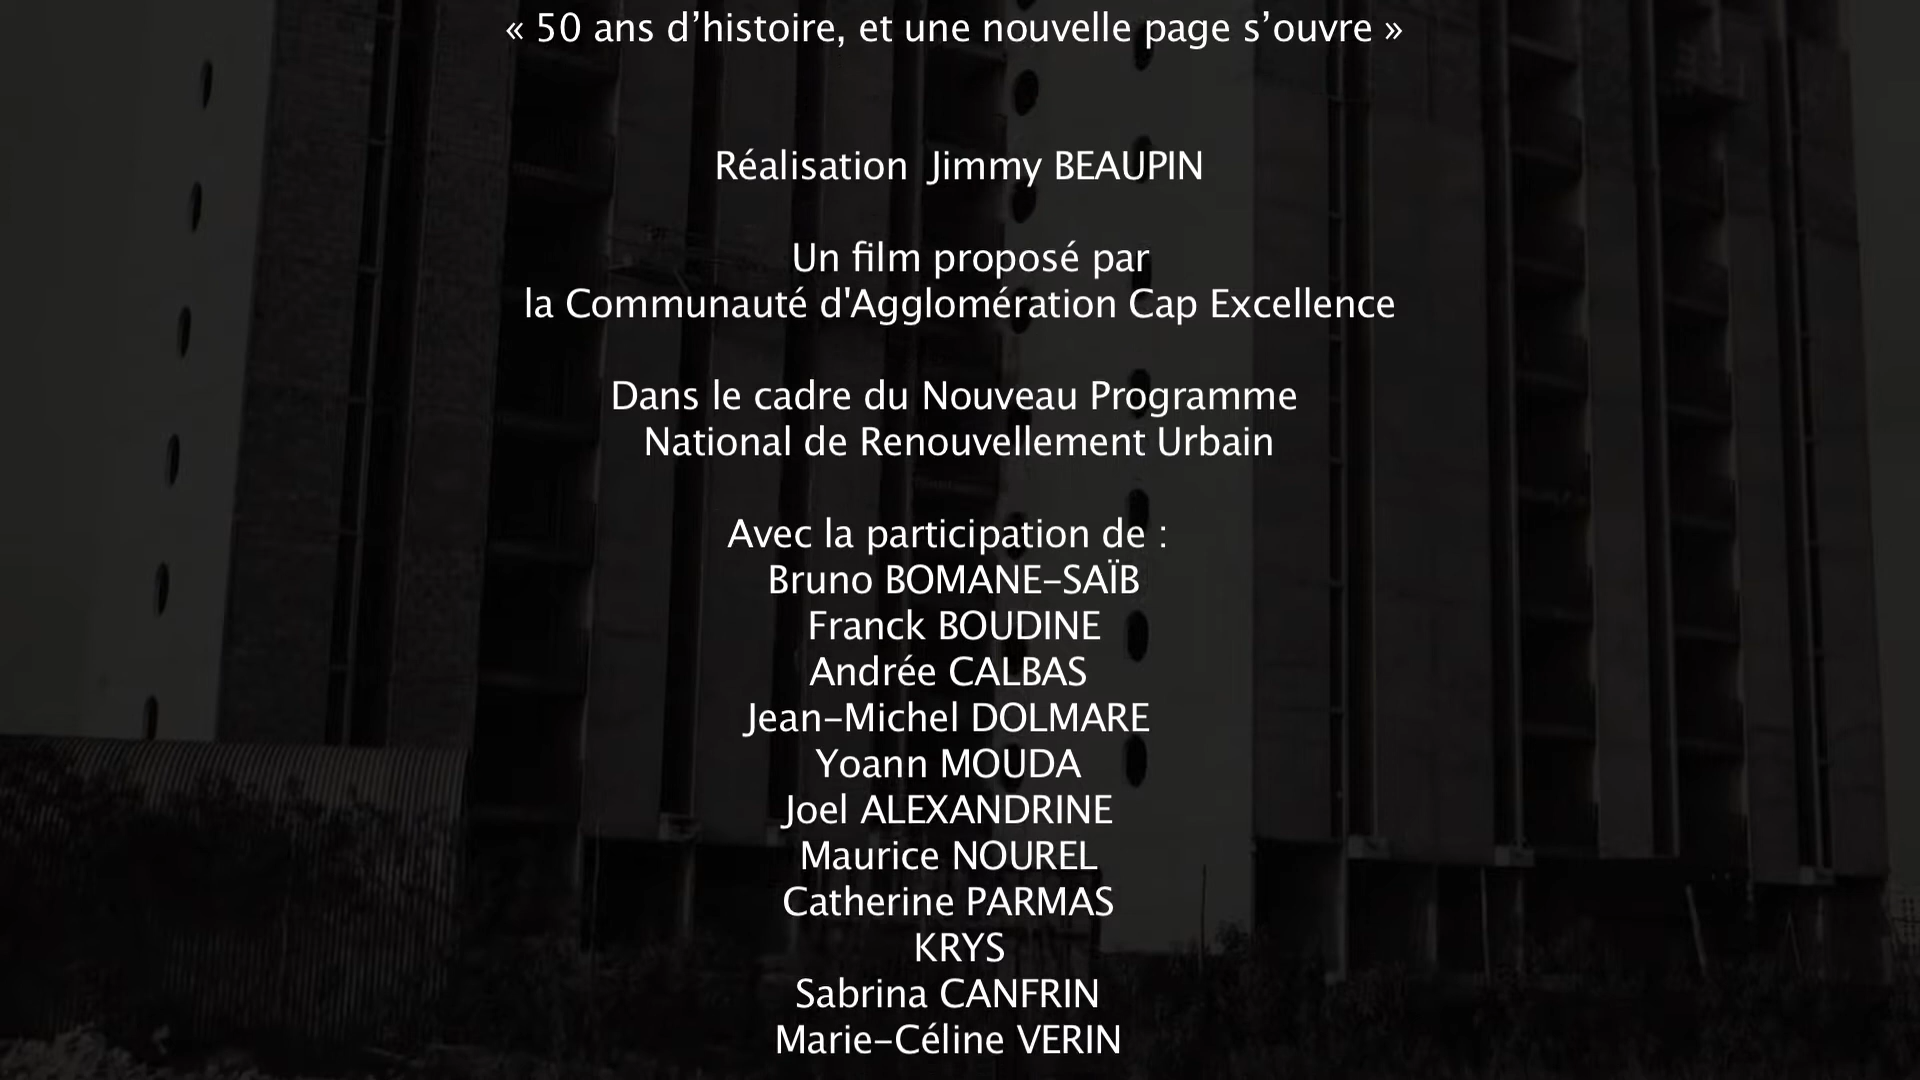 « 50 ans d’histoire, et une nouvelle page s’ouvre »
Réalisation Jimmy BEAUPIN
Un film proposé par
la Communauté d'Agglomération Cap Excellence
Dans le cadre du Nouveau Programme
National de Renouvellement Urbain
Avec la participation de :
Bruno BOMANE-SAÏB
Franck BOUDINE
Andrée CALBAS
Jean-Michel DOLMARE
Yoann MOUDA
Joel ALEXANDRINE
Maurice NOUREL
Catherine PARMAS
KRYS
Sabrina CANFRIN
Marie-Céline VERIN